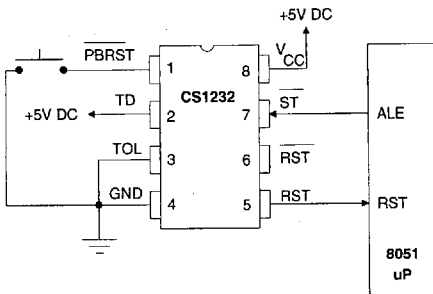 +5V DC
PBRST
1
8
VCC
CS1232
+5V DC
TD
2
7
ST
ALE
TOL
3
6
RST
GND
4
5
RST
RST
8051
uP